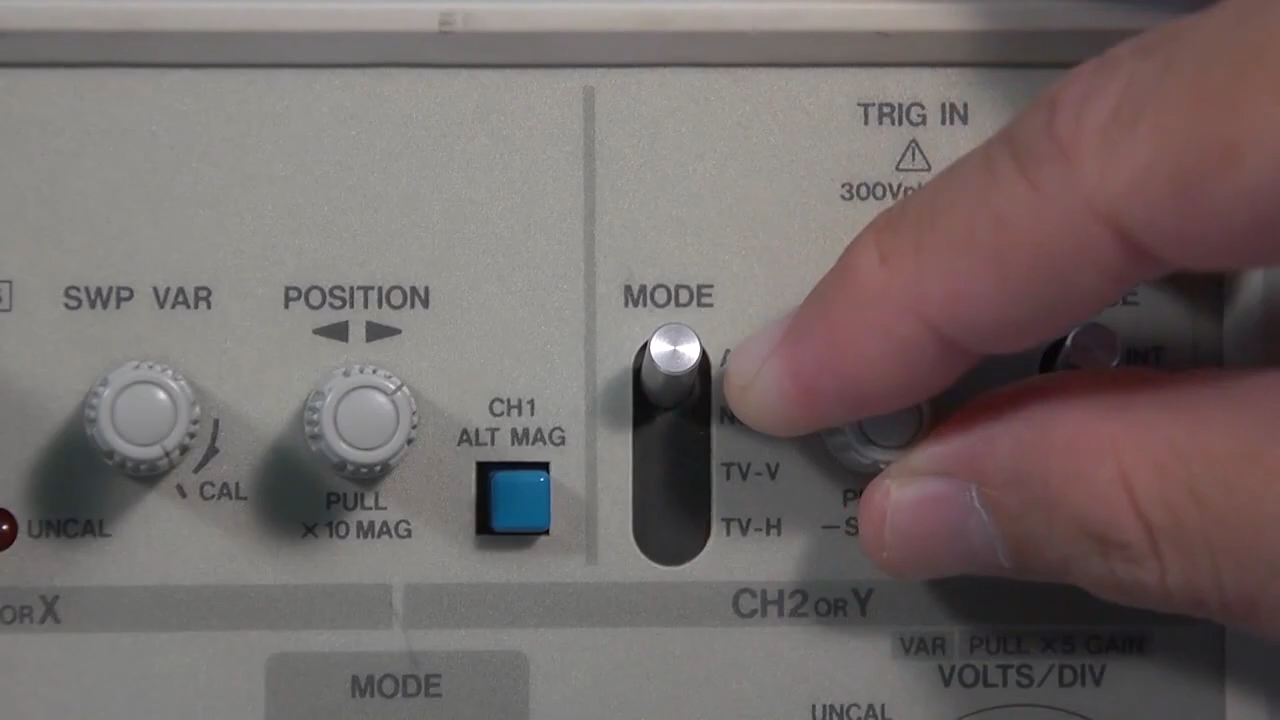 TRIG IN
SWP VAR
POSITION
MODE
INT
CH1
ALT MAG
TV-V
CAL
PULL
×10 MAG
UNCAL
TV-H
OR X
CH2 OR Y
VAR PULL ×5 GAIN
VOLTS/DIV
MODE
UNCAL